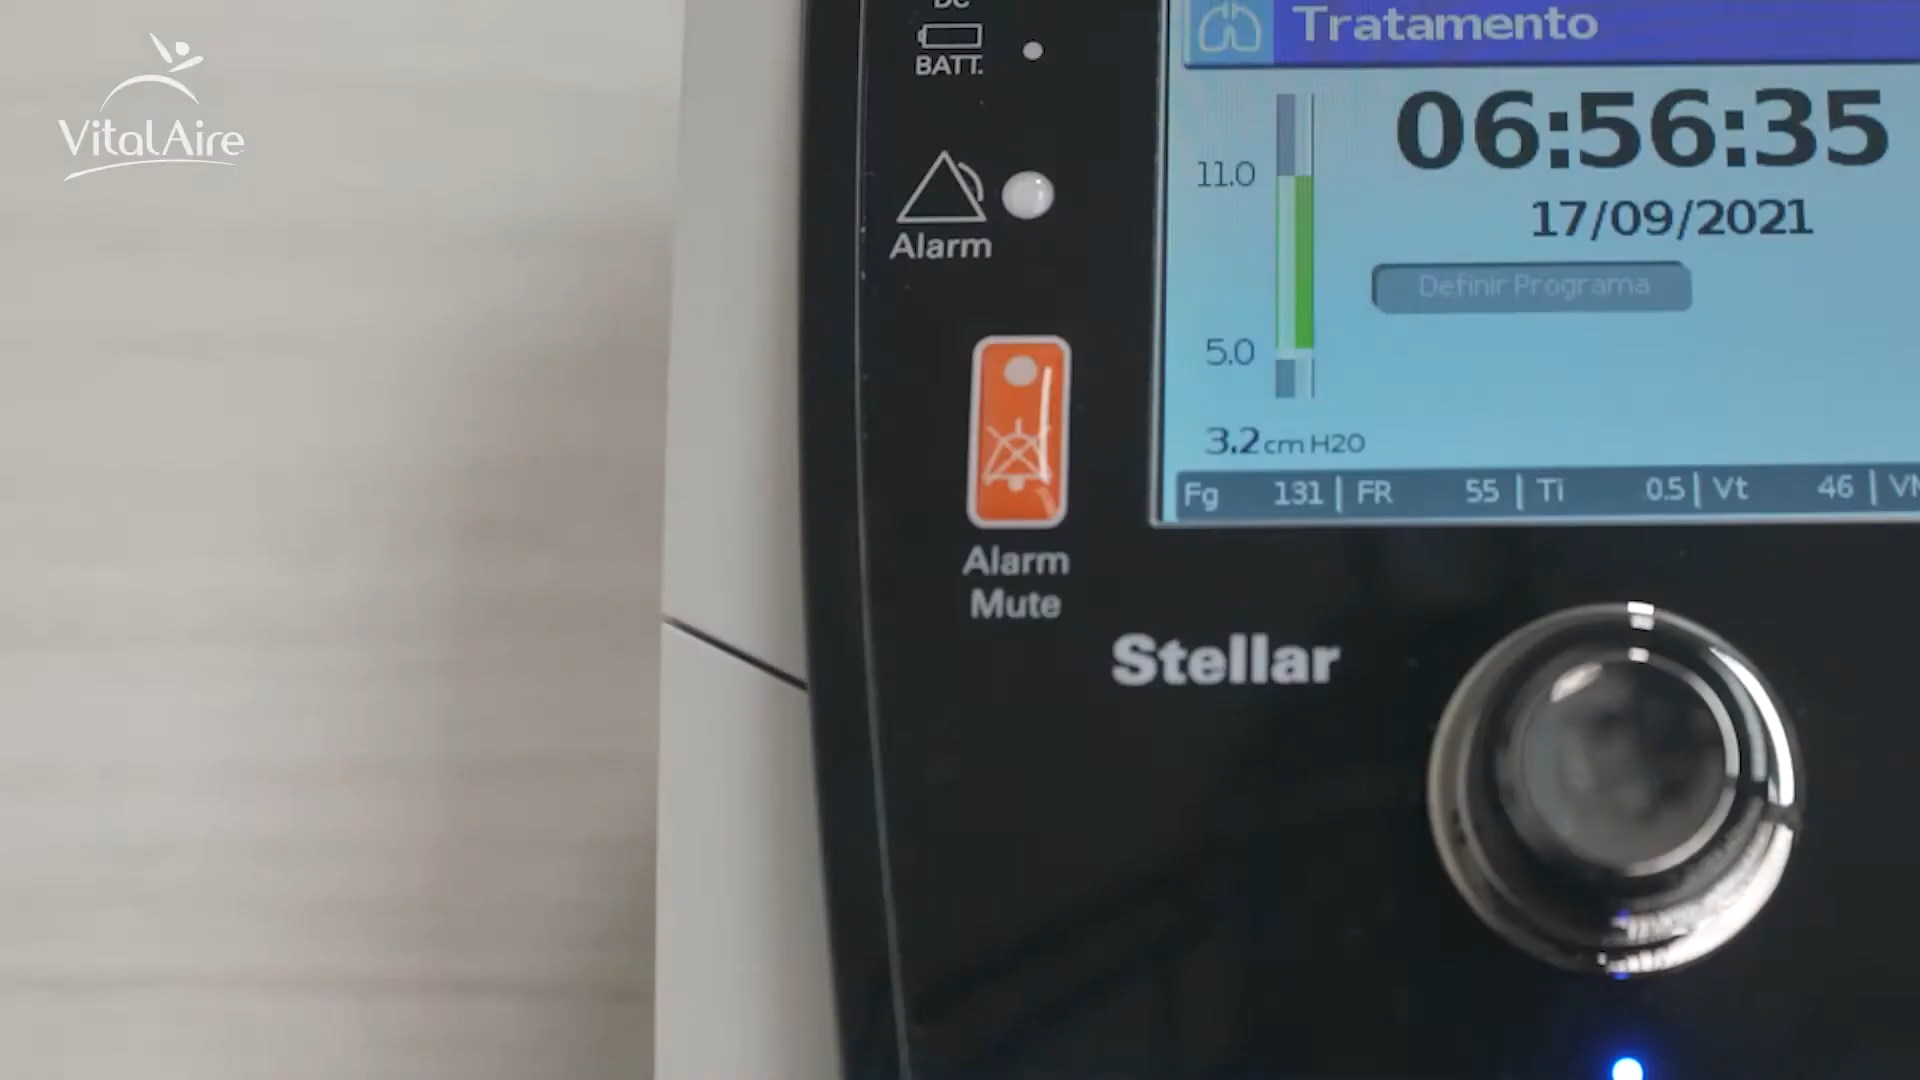 VitalAire
BATT.
Alarm
Alarm
Mute
Stellar
Tratamento
06:56:35
17/09/2021
Definir Programa
11.0
5.0
3.2 cm H2O
Fg 131 | FR 55 | Ti 0.5 | Vt 46 |